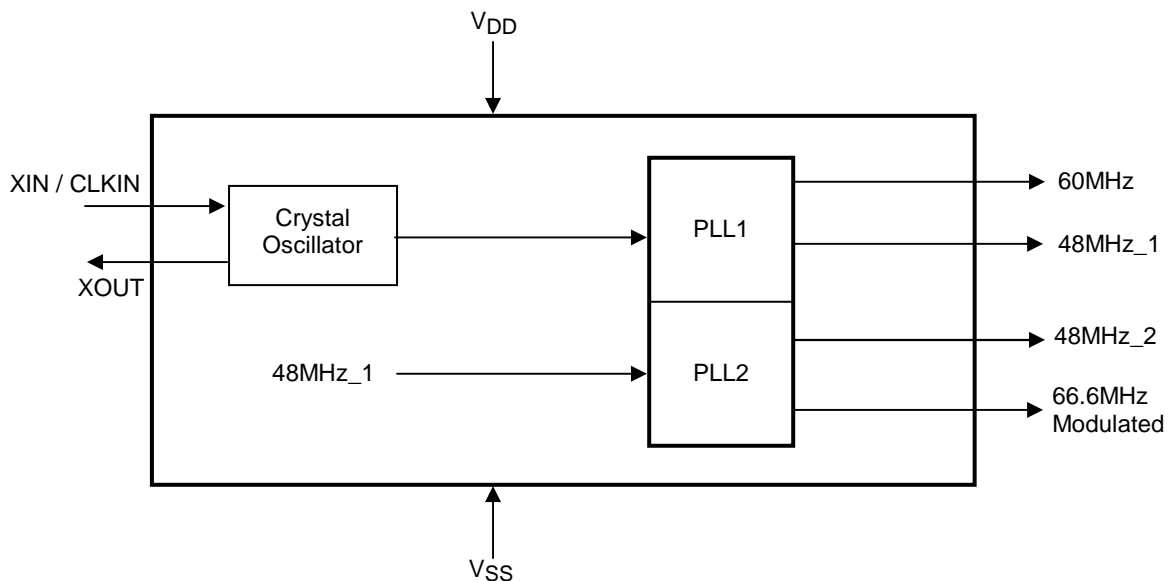 VDD
XIN / CLKIN
XOUT
Crystal
Oscillator
PLL1
60MHz
48MHz_1
48MHz_1
PLL2
48MHz_2
66.6MHz
Modulated
VSS